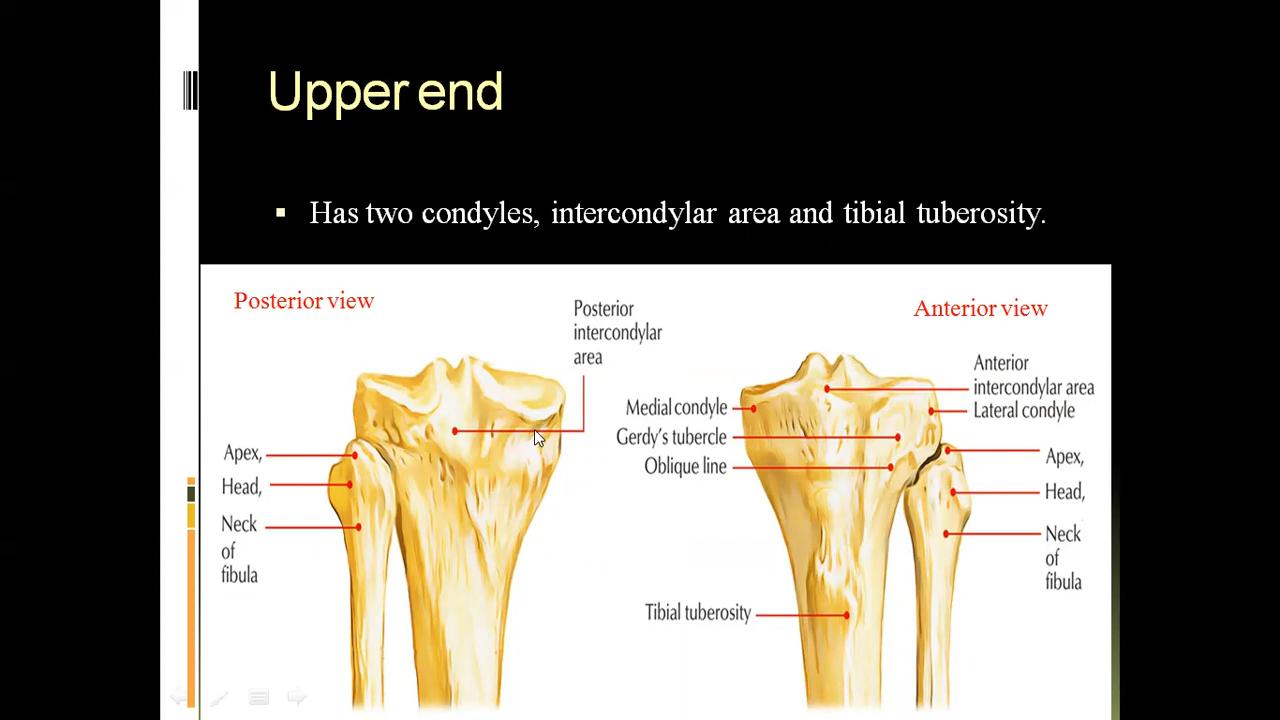 Upper end
▪ Has two condyles, intercondylar area and tibial tuberosity.
Posterior view
Posterior
intercondylar
area
Apex,
Head,
Neck
of
fibula
Anterior view
Anterior
intercondylar area
Lateral condyle
Medial condyle
Gerdy's tubercle
Oblique line
Tibial tuberosity
Apex,
Head,
Neck
of
fibula